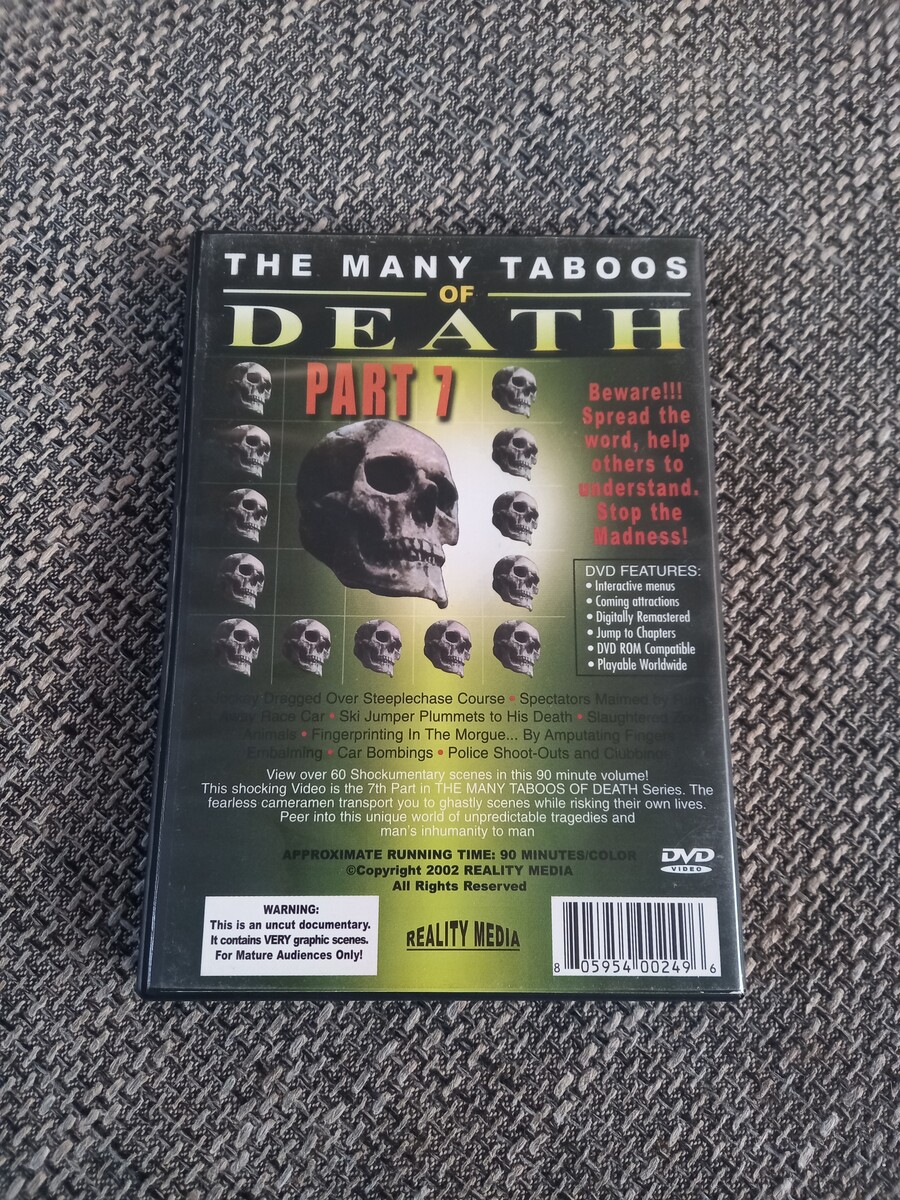 THE MANY TABOOS
OF
DEATH
PART 7
Beware!!!
Spread the
word, help
others to
understand.
Stop the
Madness!
DVD FEATURES:
• Interactive menus
• Coming attractions
• Digitally Remastered
• Jump to Chapters
• DVD ROM Compatible
• Playable Worldwide
Dragged Over Steeplechase Course • Spectators Maimed by
Race Car • Ski Jumper Plummets to His Death • Slaughtered
Animals • Fingerprinting In The Morgue... By Amputating Fingers
Embalming • Car Bombings • Police Shoot-Outs and Clubbings
View over 60 Shockumentary scenes in this 90 minute volume!
This shocking Video is the 7th Part in THE MANY TABOOS OF DEATH Series. The
fearless cameramen transport you to ghastly scenes while risking their own lives.
Peer into this unique world of unpredictable tragedies and
man's inhumanity to man
APPROXIMATE RUNNING TIME: 90 MINUTES/COLOR
©Copyright 2002 REALITY MEDIA
All Rights Reserved
DVD
VIDEO
WARNING:
This is an uncut documentary.
It contains VERY graphic scenes.
For Mature Audiences Only!
REALITY MEDIA
8 05954 00249 6